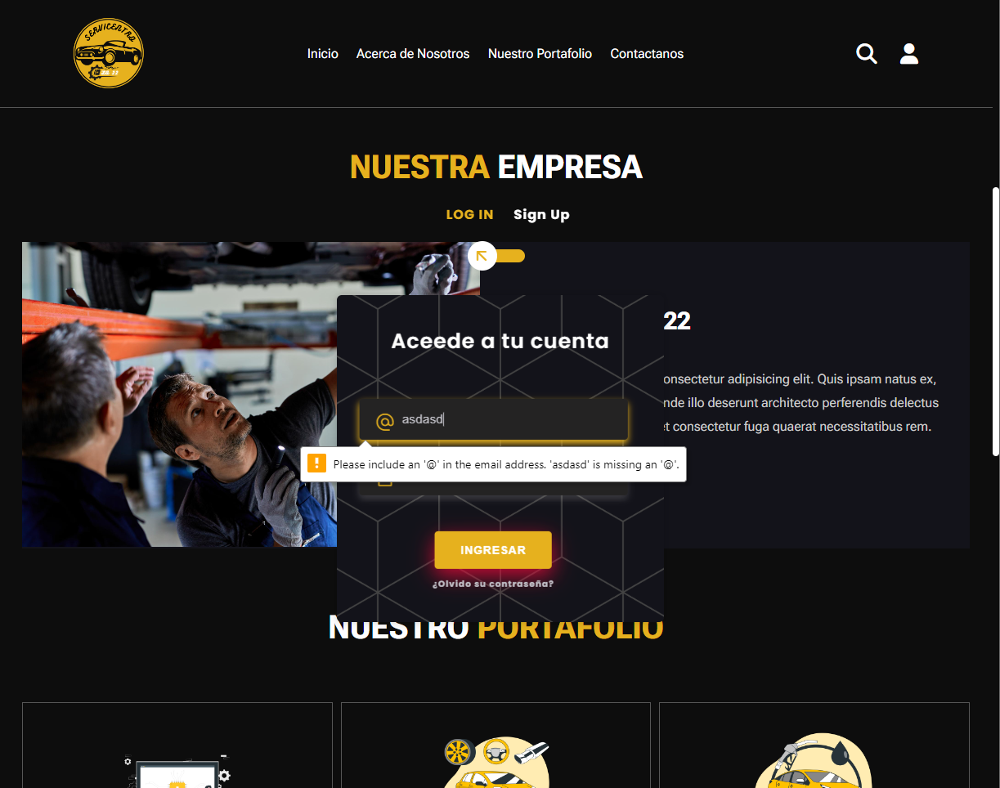 SERVICENTRO
22
Inicio Acerca de Nosotros Nuestro Portafolio Contactanos
NUESTRA EMPRESA
LOG IN Sign Up
22
Aceede a tu cuenta
onsectetur adipisicing elit. Quis ipsam natus ex,
nde illo deserunt architecto perferendis delectus
et consectetur fuga quaerat necessitatibus rem.
@ asdasd
Please include an '@' in the email address. 'asdasd' is missing an '@'.
INGRESAR
¿Olvido su contraseña?
NUESTRO PORTAFOLIO